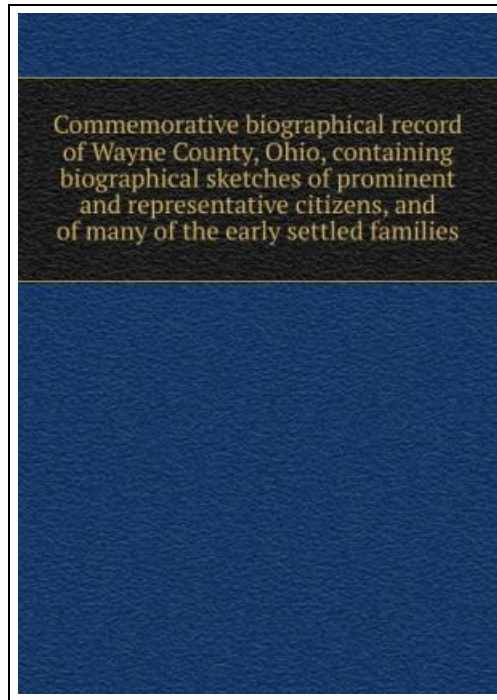 Commemorative biographical record
of Wayne County, Ohio, containing
biographical sketches of prominent
and representative citizens, and
of many of the early settled families